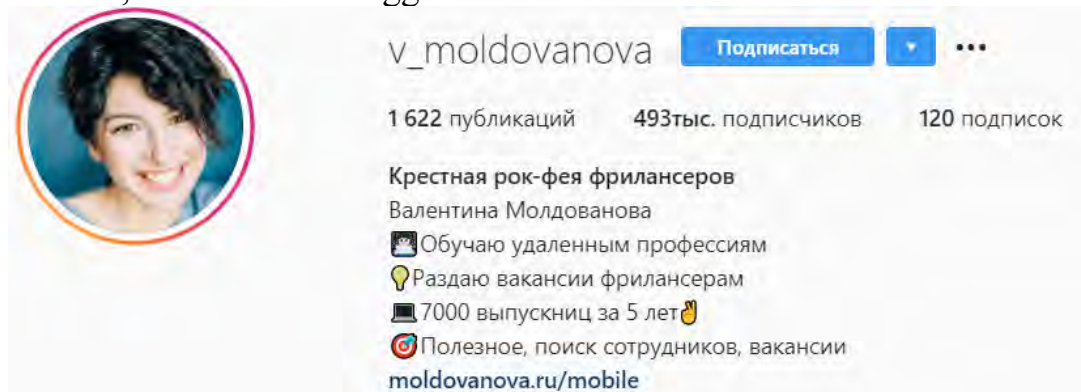 v_moldovanova Подписаться
1 622 публикаций 493тыс. подписчиков 120 подписок
Крестная рок-фея фрилансеров
Валентина Молдованова
Обучаю удаленным профессиям
Раздаю вакансии фрилансерам
7000 выпускниц за 5 лет
Полезное, поиск сотрудников, вакансии
moldovanova.ru/mobile